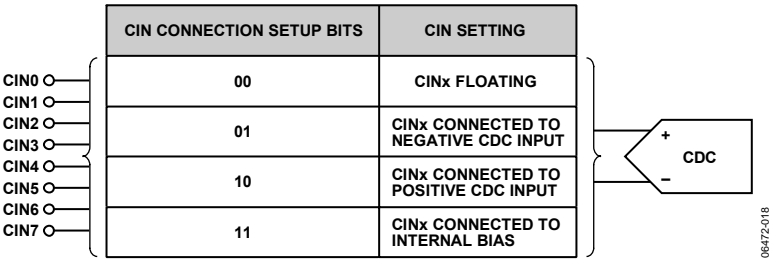 CIN CONNECTION SETUP BITS
CIN SETTING
CIN0
CIN1
CIN2
CIN3
CIN4
CIN5
CIN6
CIN7
00
CINx FLOATING
01
CINx CONNECTED TO
NEGATIVE CDC INPUT
10
CINx CONNECTED TO
POSITIVE CDC INPUT
11
CINx CONNECTED TO
INTERNAL BIAS
+
–
CDC
06472-018